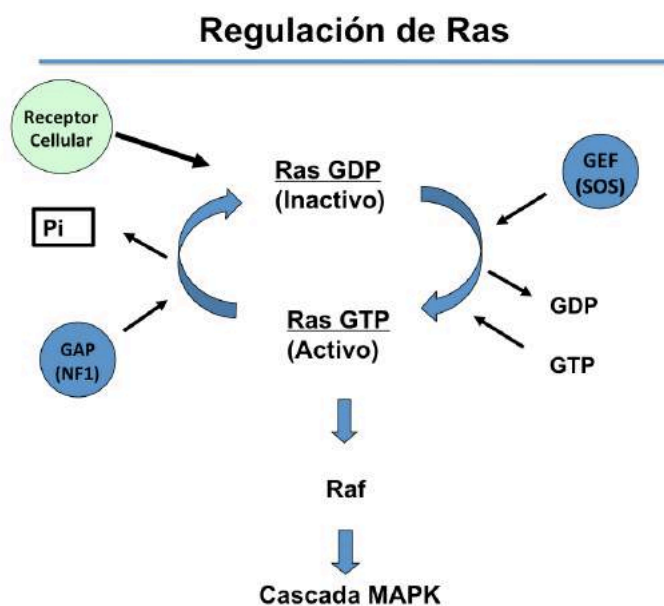 Regulación de Ras
Receptor
Cellular
Ras GDP
(Inactivo)
GEF
(SOS)
Pi
GDP
Ras GTP
(Activo)
GAP
(NF1)
GTP
Raf
Cascada MAPK